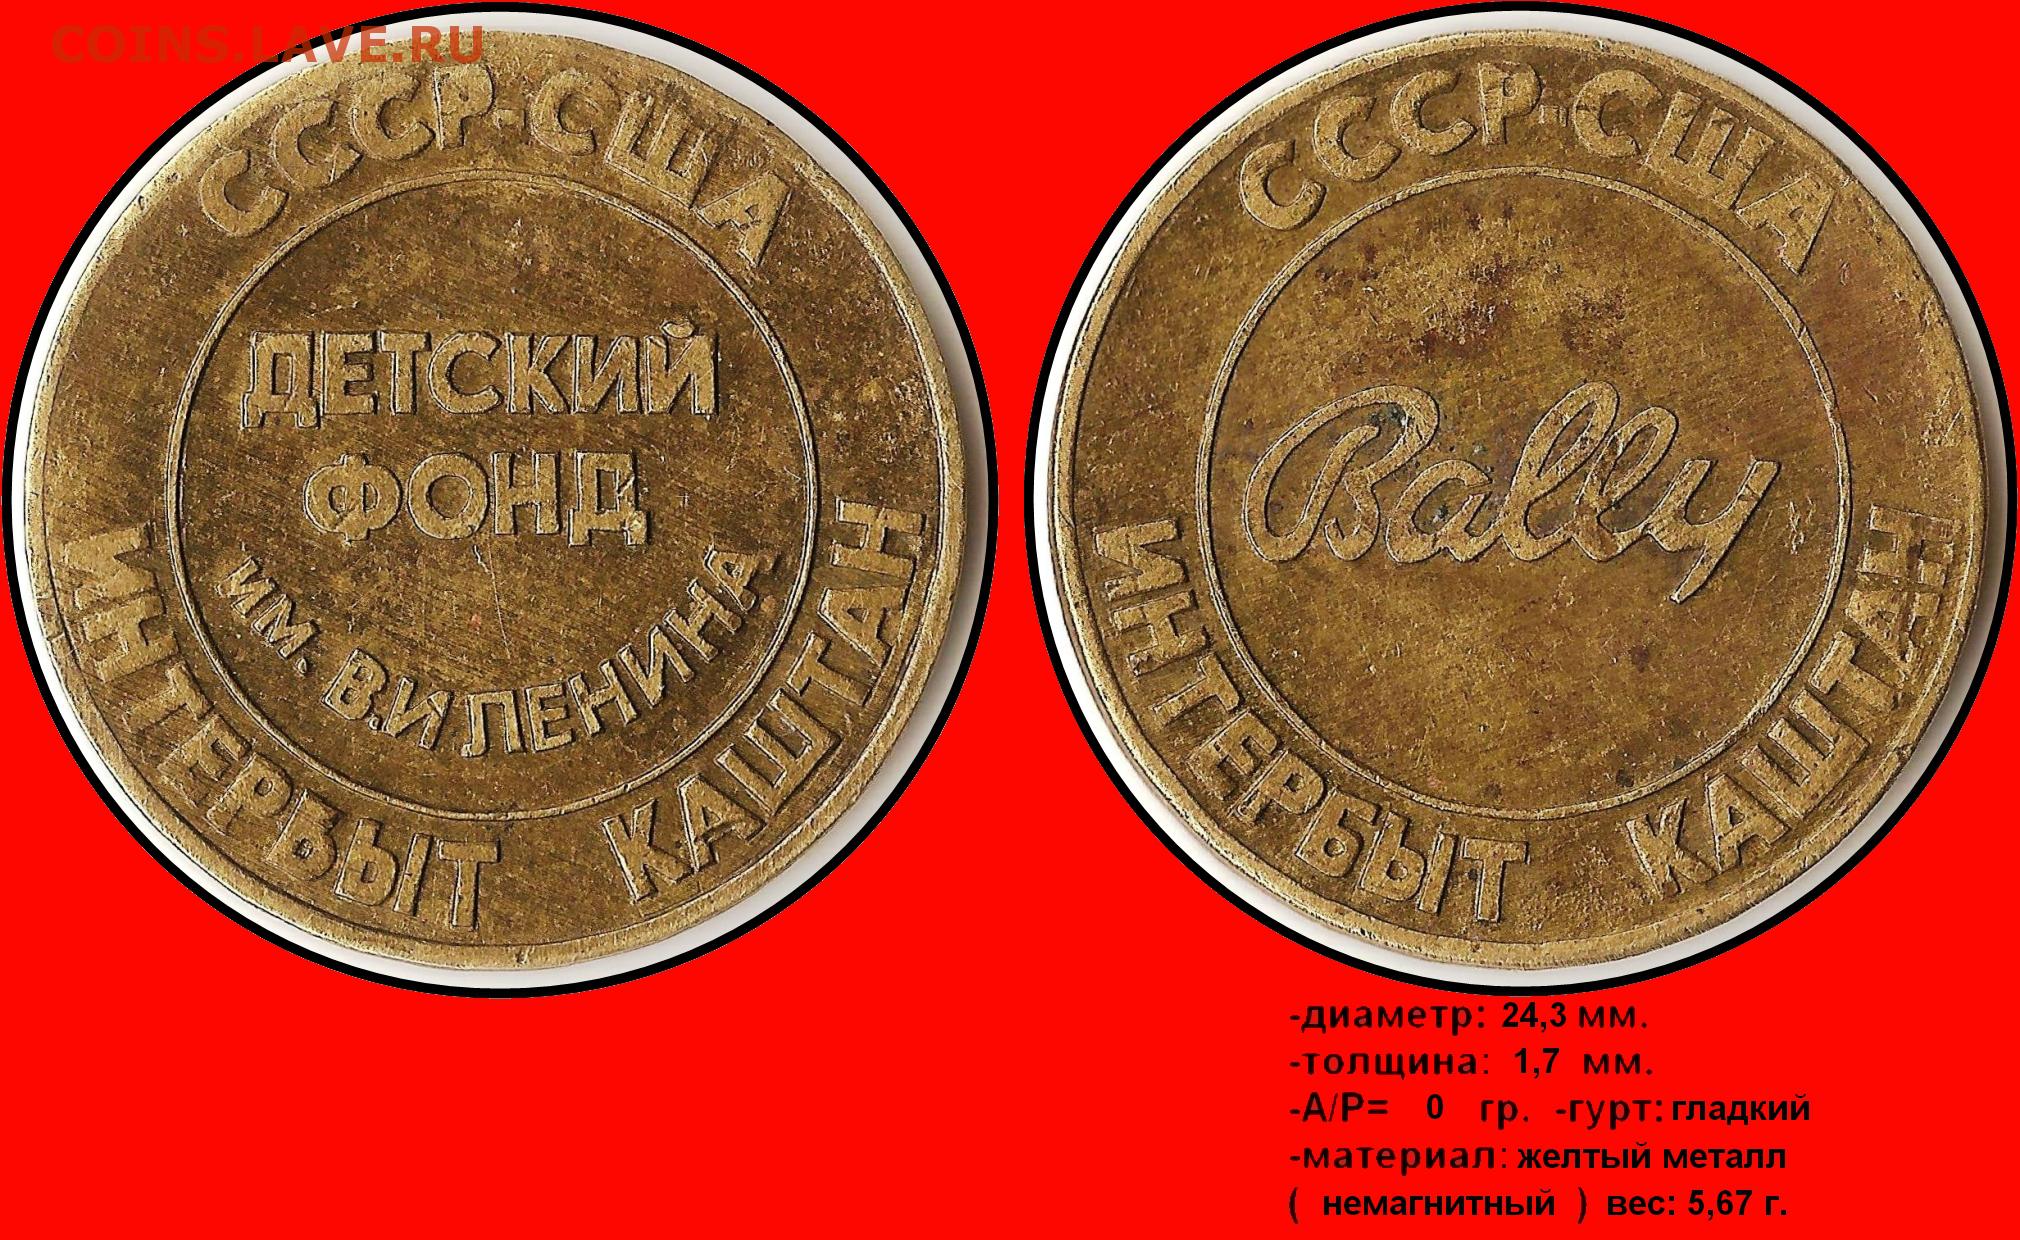 COINS.LAVE.RU
СССР-США
ДЕТСКИЙ
ФОНД
ИМ. В.И ЛЕНИНА
ИНТЕРБЫТ КАШТАН
СССР-США
Bally
ИНТЕРБЫТ КАШТАН
-диаметр: 24,3 мм.
-толщина: 1,7 мм.
-А/Р= 0 гр. -гурт: гладкий
-материал: желтый металл
( немагнитный ) вес: 5,67 г.